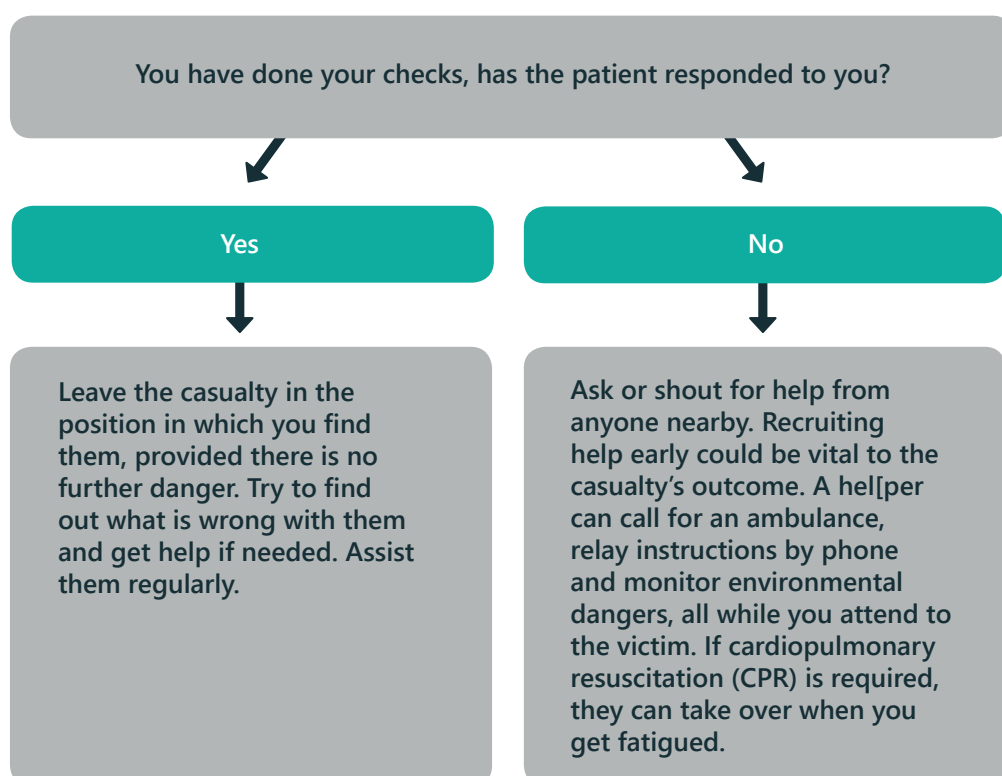 You have done your checks, has the patient responded to you?
Yes
No
Leave the casualty in the
position in which you find
them, provided there is no
further danger. Try to find
out what is wrong with them
and get help if needed. Assist
them regularly.
Ask or shout for help from
anyone nearby. Recruiting
help early could be vital to the
casualty’s outcome. A hel[per
can call for an ambulance,
relay instructions by phone
and monitor environmental
dangers, all while you attend to
the victim. If cardiopulmonary
resuscitation (CPR) is required,
they can take over when you
get fatigued.